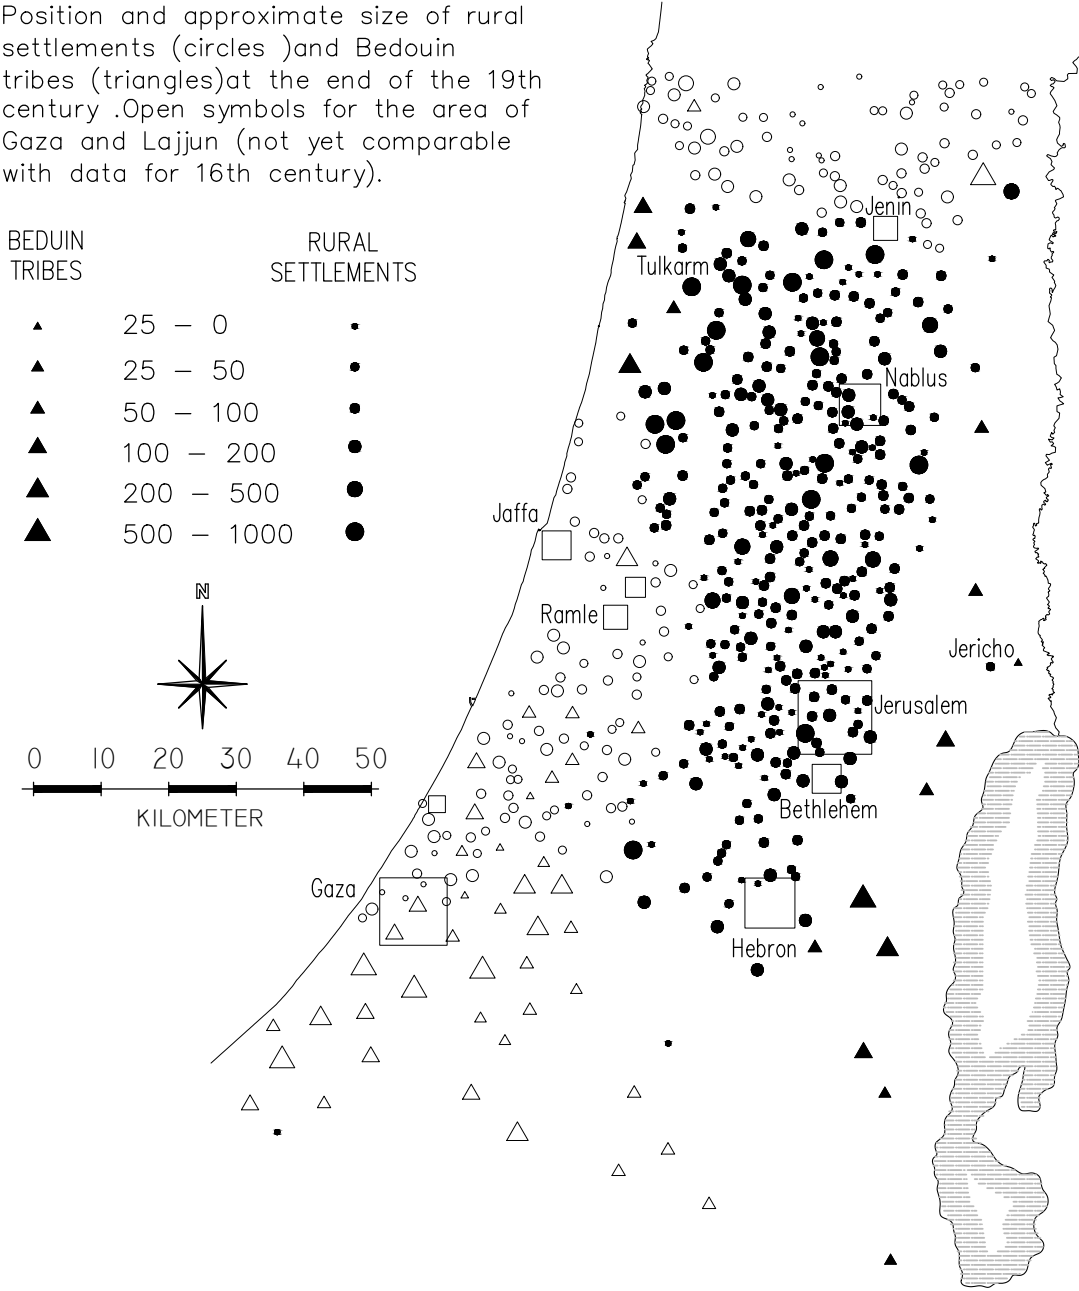 Position and approximate size of rural
settlements (circles )and Bedouin
tribes (triangles)at the end of the 19th
century .Open symbols for the area of
Gaza and Lajjun (not yet comparable
with data for 16th century).
BEDUIN
TRIBES
RURAL
SETTLEMENTS
25 – 0
25 – 50
50 – 100
100 – 200
200 – 500
500 – 1000
N
0 10 20 30 40 50
KILOMETER
Jenin
Tulkarm
Nablus
Jaffa
Ramle
Jericho
Jerusalem
Bethlehem
Gaza
Hebron